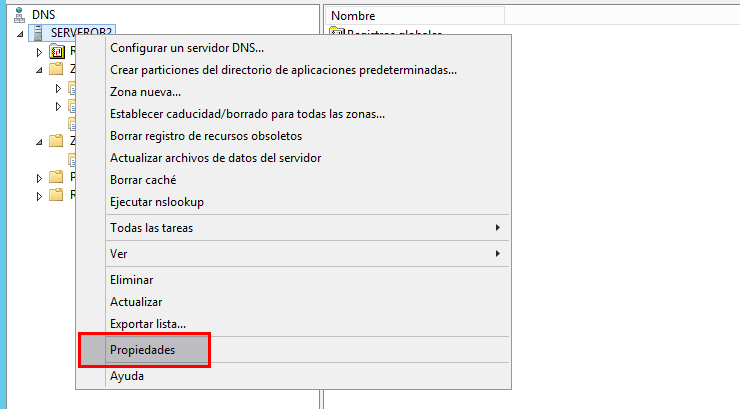 DNS
Nombre
SERVEROB2
Registros globales
R
Z
Z
P
R
Configurar un servidor DNS...
Crear particiones del directorio de aplicaciones predeterminadas...
Zona nueva...
Establecer caducidad/borrado para todas las zonas...
Borrar registro de recursos obsoletos
Actualizar archivos de datos del servidor
Borrar caché
Ejecutar nslookup
Todas las tareas
Ver
Eliminar
Actualizar
Exportar lista...
Propiedades
Ayuda